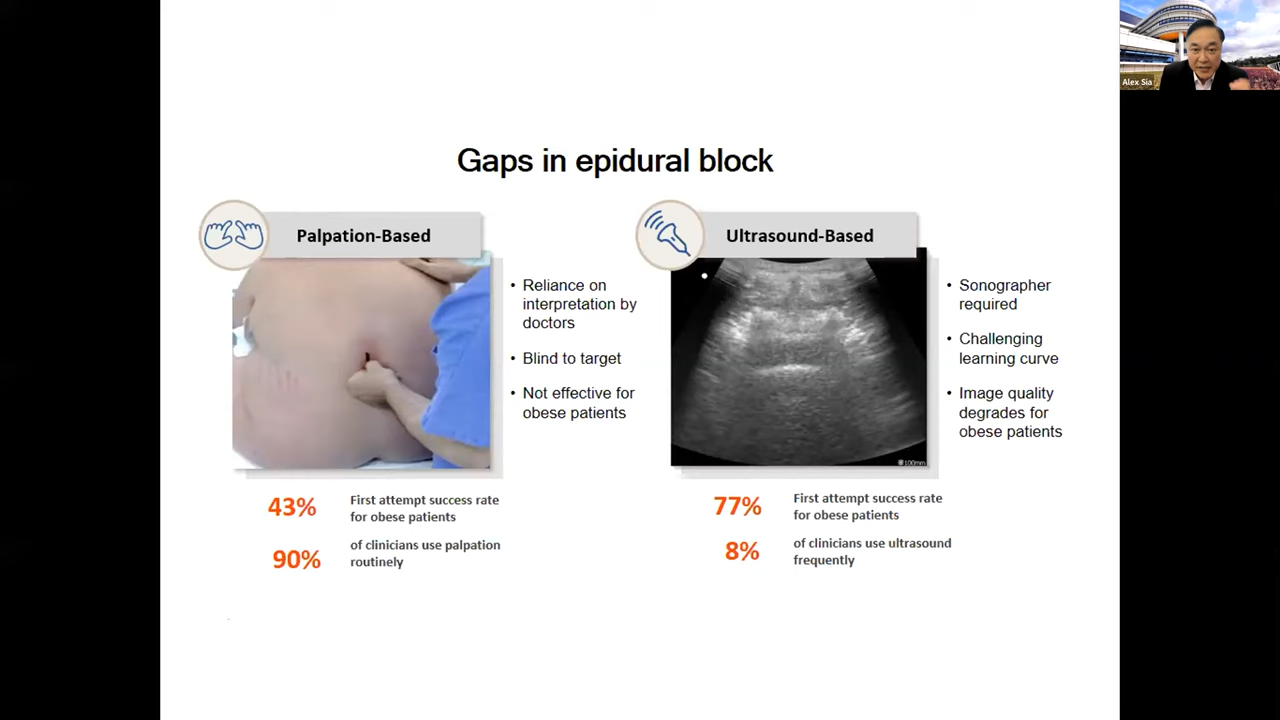 Alex Sia
Gaps in epidural block
Palpation-Based
• Reliance on
interpretation by
doctors
• Blind to target
• Not effective for
obese patients
43%
First attempt success rate
for obese patients
90%
of clinicians use palpation
routinely
Ultrasound-Based
100mm
• Sonographer
required
• Challenging
learning curve
• Image quality
degrades for
obese patients
77%
First attempt success rate
for obese patients
8%
of clinicians use ultrasound
frequently